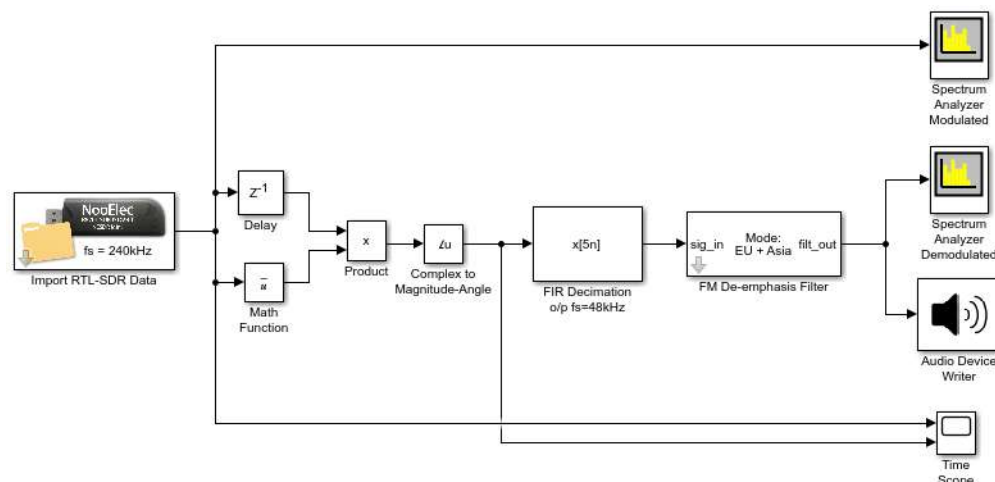 Spectrum
Analyzer
Modulated
NooElec
fs = 240kHz
Import RTL-SDR Data
Z⁻¹
Delay
u
Math
Function
x
Product
∠u
Complex to
Magnitude-Angle
x[5n]
FIR Decimation
o/p fs=48kHz
sig_in
Mode:
EU + Asia
filt_out
FM De-emphasis Filter
Spectrum
Analyzer
Demodulated
Audio Device
Writer
Time
Scope